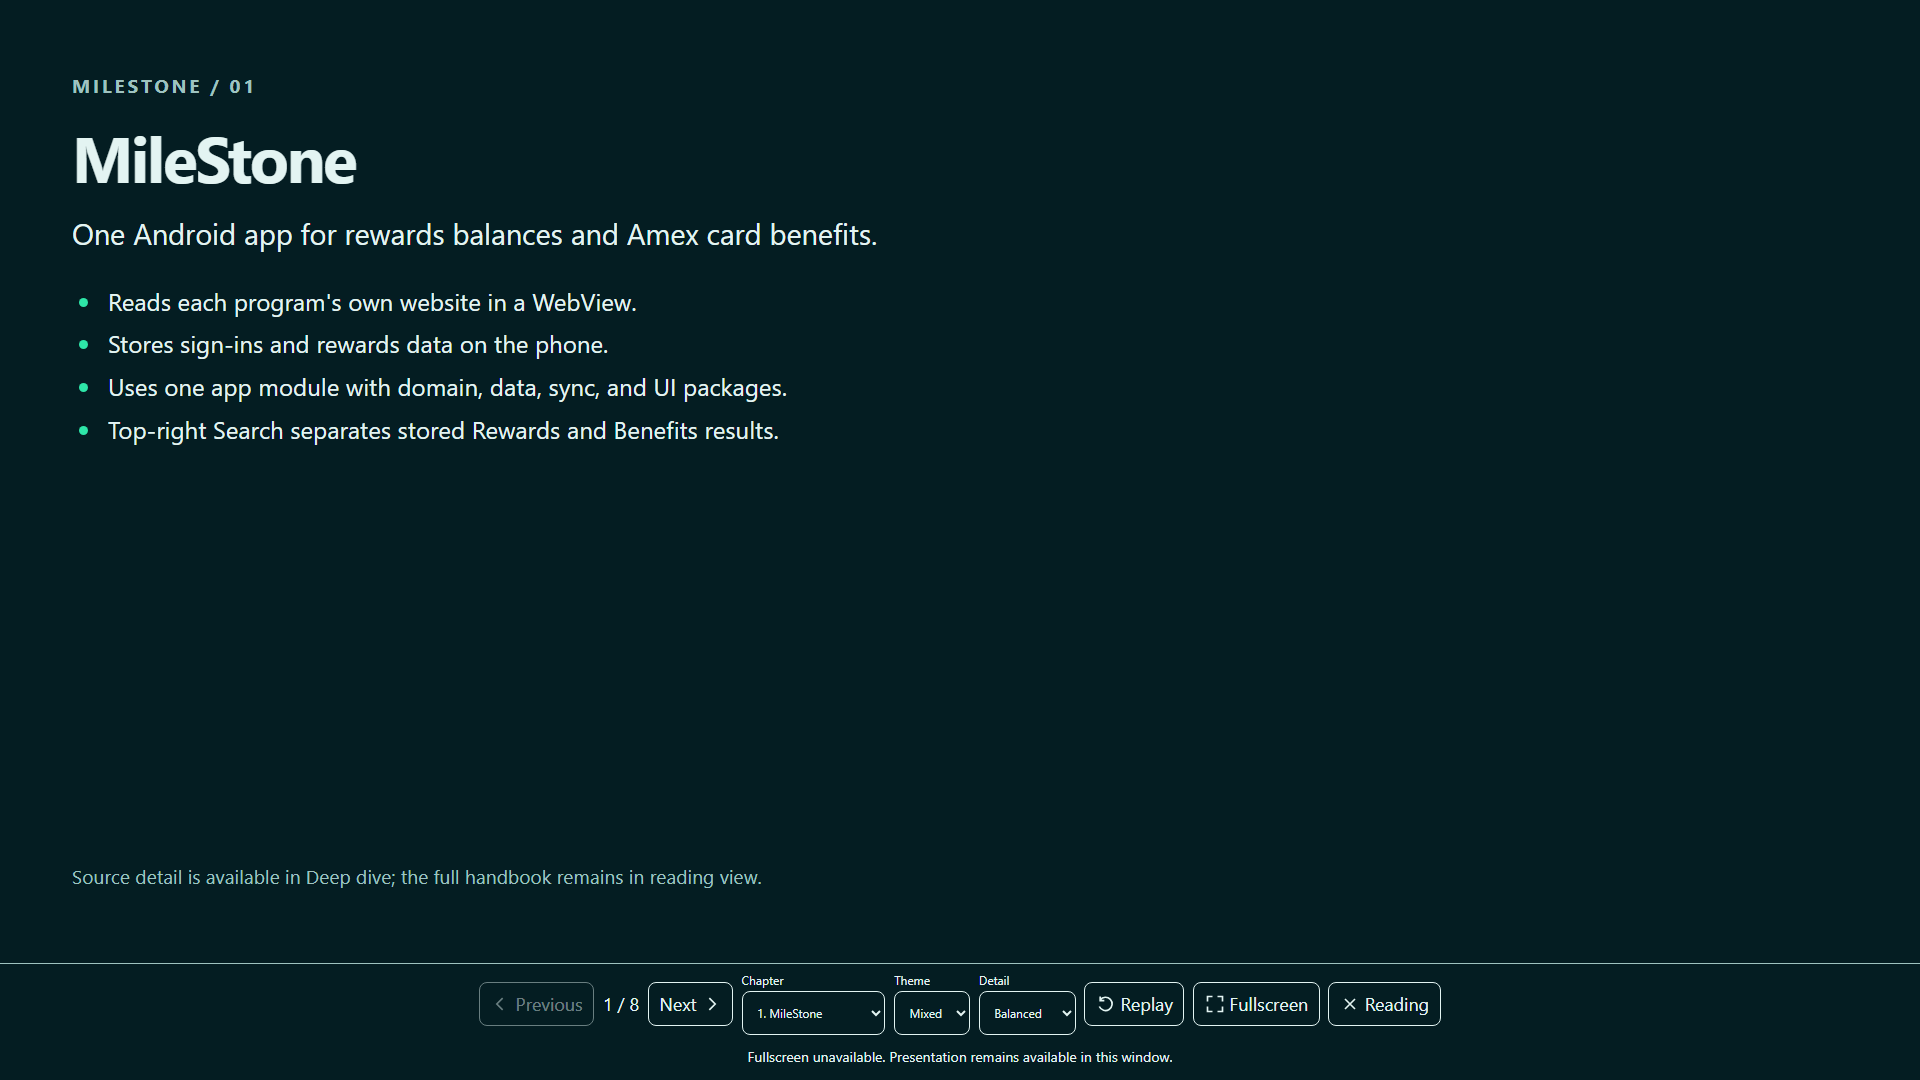 MILESTONE / 01
MileStone
One Android app for rewards balances and Amex card benefits.
Reads each program's own website in a WebView.
Stores sign-ins and rewards data on the phone.
Uses one app module with domain, data, sync, and UI packages.
Top-right Search separates stored Rewards and Benefits results.
Source detail is available in Deep dive; the full handbook remains in reading view.
Chapter Theme Detail
Previous 1 / 8 Next 1. MileStone Mixed Balanced Replay Fullscreen Reading
Fullscreen unavailable. Presentation remains available in this window.